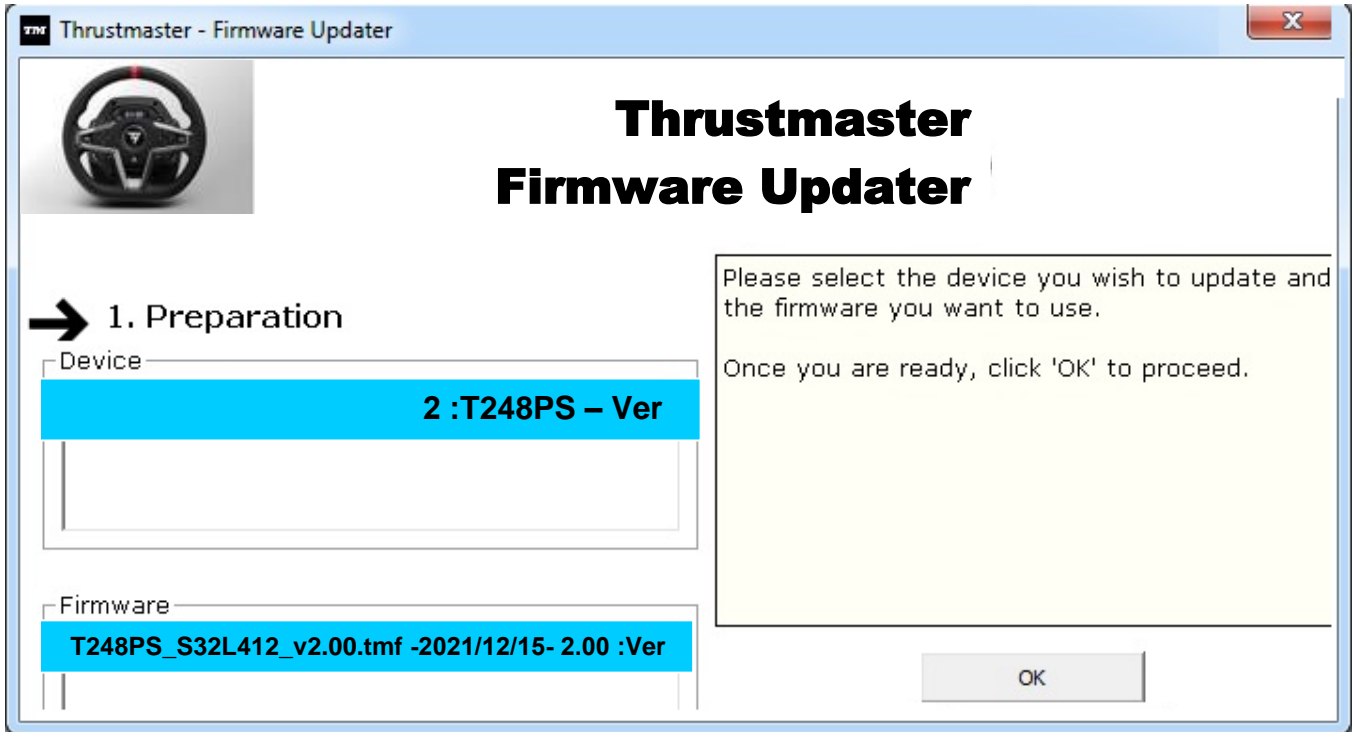 Thrustmaster - Firmware Updater
Thrustmaster
Firmware Updater
1. Preparation
Device
2 :T248PS – Ver
Firmware
T248PS_S32L412_v2.00.tmf -2021/12/15- 2.00 :Ver
Please select the device you wish to update and
the firmware you want to use.
Once you are ready, click 'OK' to proceed.
OK